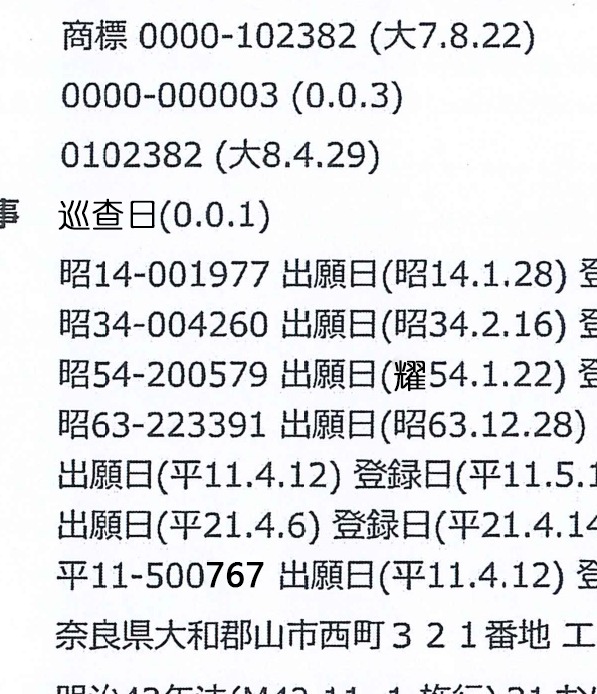 商標 0000-102382 (大7.8.22)
0000-000003 (0.0.3)
0102382 (大8.4.29)
事 巡査日(0.0.1)
昭14-001977 出願日(昭14.1.28) 登
昭34-004260 出願日(昭34.2.16) 登
昭54-200579 出願日(耀54.1.22) 登
昭63-223391 出願日(昭63.12.28)
出願日(平11.4.12) 登録日(平11.5.1
出願日(平21.4.6) 登録日(平21.4.14
平11-500767 出願日(平11.4.12) 登
奈良県大和郡山市西町３２１番地 工